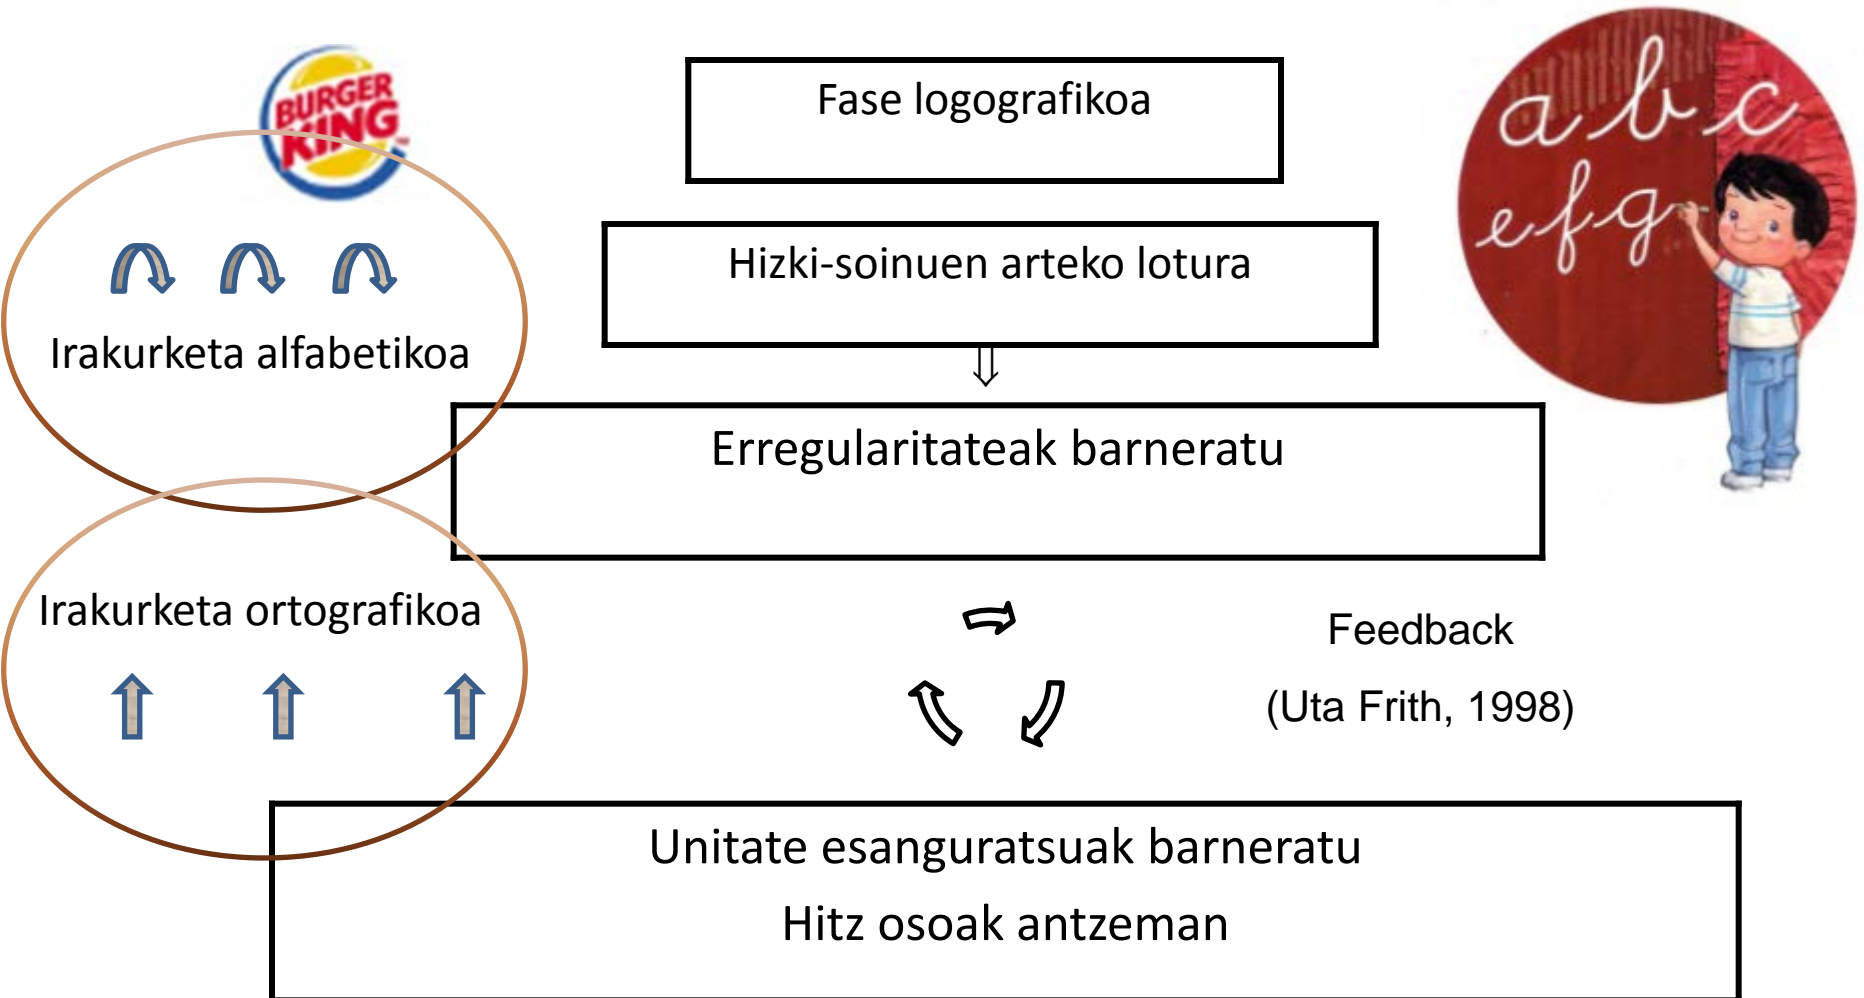 BURGER
KING
™
Fase logografikoa
a b c
e f g
Hizki-soinuen arteko lotura
Irakurketa alfabetikoa
Erregularitateak barneratu
Irakurketa ortografikoa
Feedback
(Uta Frith, 1998)
Unitate esanguratsuak barneratu
Hitz osoak antzeman